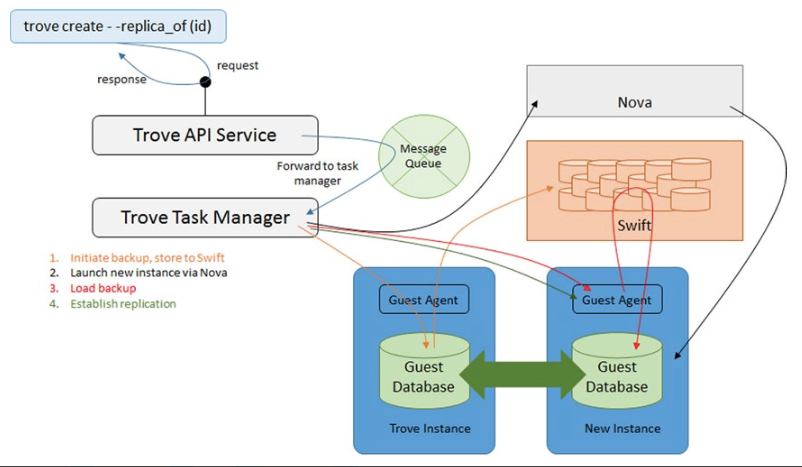 trove create - -replica_of (id)
request
response
Trove API Service
Message
Queue
Forward to task
manager
Trove Task Manager
Nova
Swift
1. Initiate backup, store to Swift
2. Launch new instance via Nova
3. Load backup
4. Establish replication
Guest Agent
Guest
Database
Trove Instance
Guest Agent
Guest
Database
New Instance